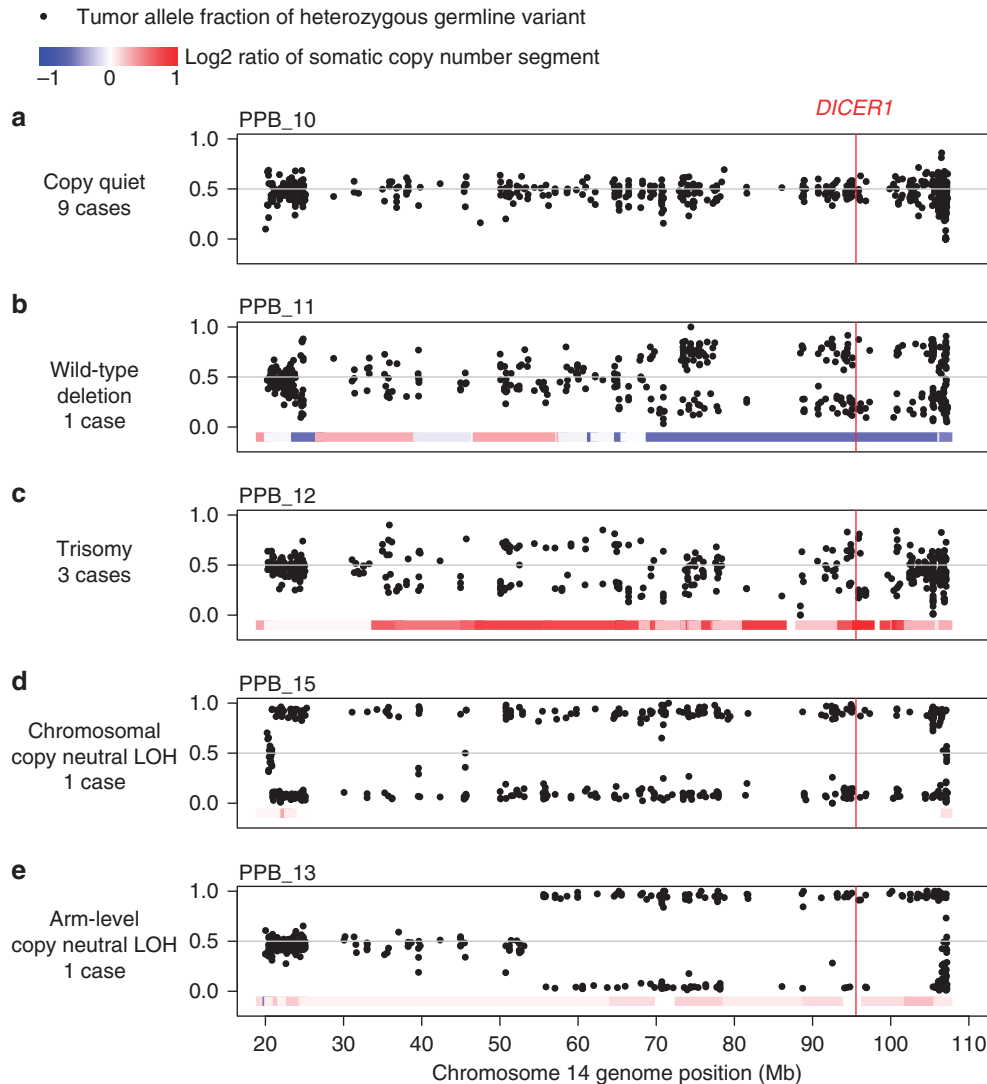 Tumor allele fraction of heterozygous germline variant
Log2 ratio of somatic copy number segment
−1 0 1
DICER1
a PPB_10
Copy quiet
9 cases
1.0
0.5
0.0
b PPB_11
Wild-type
deletion
1 case
1.0
0.5
0.0
c PPB_12
Trisomy
3 cases
1.0
0.5
0.0
d PPB_15
Chromosomal
copy neutral LOH
1 case
1.0
0.5
0.0
e PPB_13
Arm-level
copy neutral LOH
1 case
1.0
0.5
0.0
20 30 40 50 60 70 80 90 100 110
Chromosome 14 genome position (Mb)